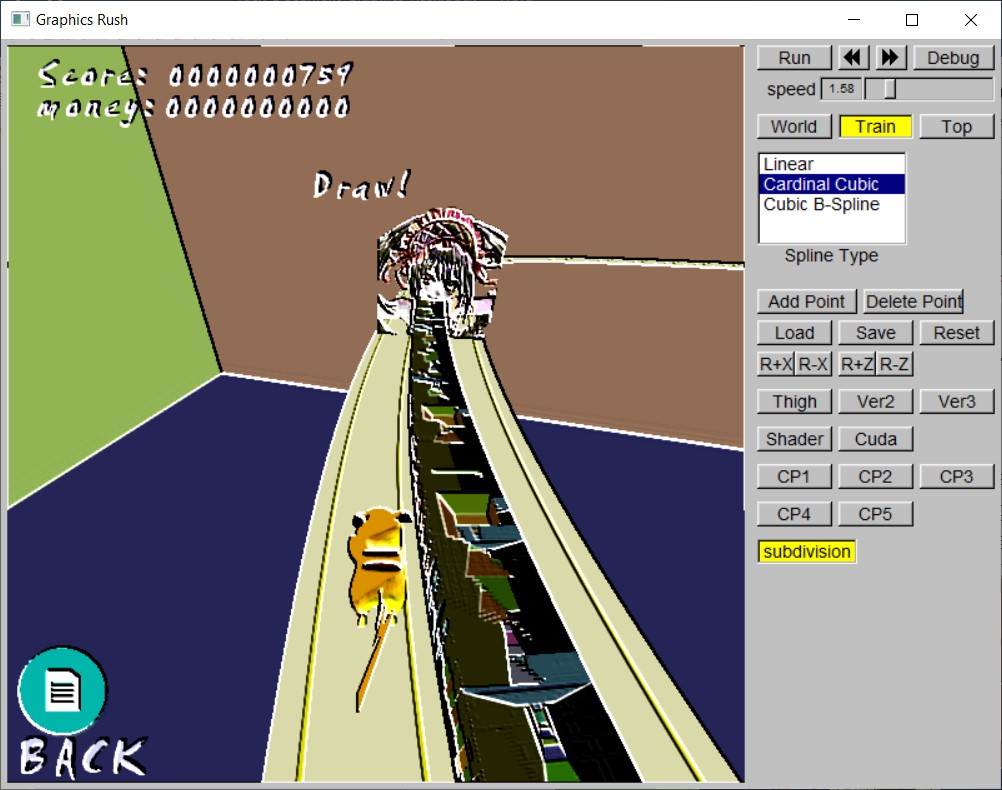 Graphics Rush
Score: 0000000759
money:0000000000
Draw!
BACK
Run Debug
speed 1.58
World Train Top
Linear
Cardinal Cubic
Cubic B-Spline
Spline Type
Add Point Delete Point
Load Save Reset
R+X R-X R+Z R-Z
Thigh Ver2 Ver3
Shader Cuda
CP1 CP2 CP3
CP4 CP5
subdivision